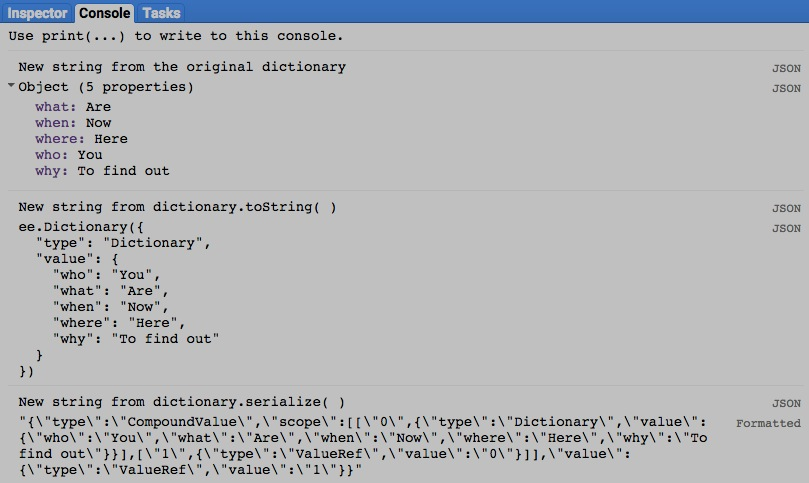 Inspector Console Tasks
Use print(...) to write to this console.
New string from the original dictionary JSON
Object (5 properties) JSON
what: Are
when: Now
where: Here
who: You
why: To find out
New string from dictionary.toString( ) JSON
ee.Dictionary({ JSON
"type": "Dictionary",
"value": {
"who": "You",
"what": "Are",
"when": "Now",
"where": "Here",
"why": "To find out"
}
})
New string from dictionary.serialize( ) JSON
"{\"type\":\"CompoundValue\",\"scope\":[[\"0\",{\"type\":\"Dictionary\",\"value\": Formatted
{\"who\":\"You\",\"what\":\"Are\",\"when\":\"Now\",\"where\":\"Here\",\"why\":\"To
find out\"}}],[\"1\",{\"type\":\"ValueRef\",\"value\":\"0\"}]],\"value\":
{\"type\":\"ValueRef\",\"value\":\"1\"}}"